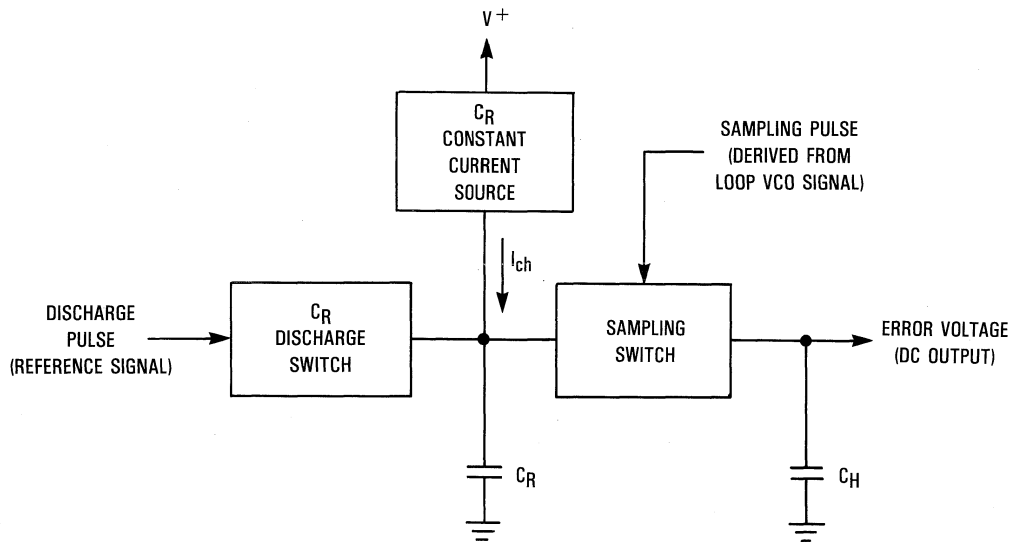 V+
CR
CONSTANT
CURRENT
SOURCE
SAMPLING PULSE
(DERIVED FROM
LOOP VCO SIGNAL)
Ich
DISCHARGE
PULSE
(REFERENCE SIGNAL)
CR
DISCHARGE
SWITCH
SAMPLING
SWITCH
ERROR VOLTAGE
(DC OUTPUT)
CR
CH